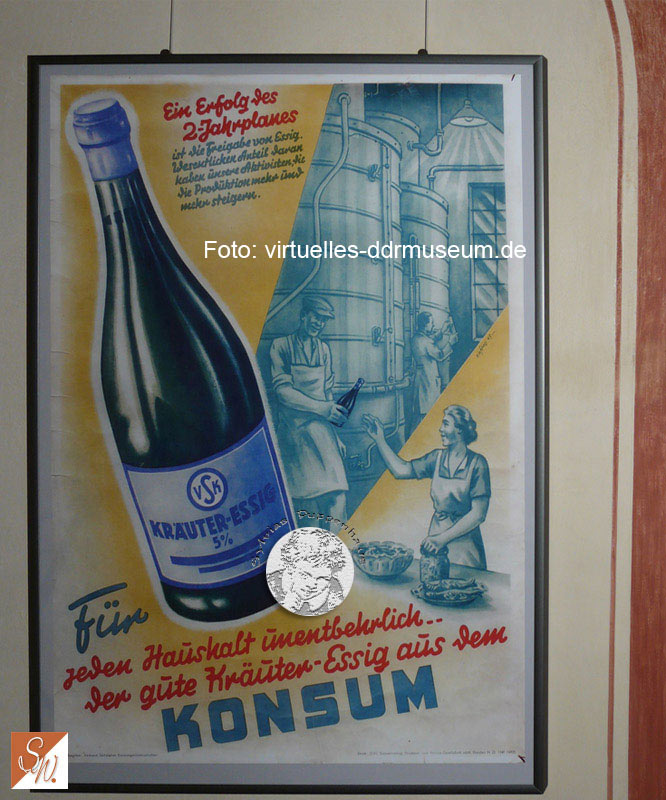 Ein Erfolg des
2-Jahrplanes
ist die Freigabe von Essig.
Wesentlichen Anteil daran
haben unsere Aktivisten, die
die Produktion mehr und
mehr steigern.
Foto: virtuelles-ddrmuseum.de
VSK
KRÄUTER-ESSIG
5%
Für
jeden Haushalt unentbehrlich..
der gute Kräuter-Essig aus dem
KONSUM
S.W.